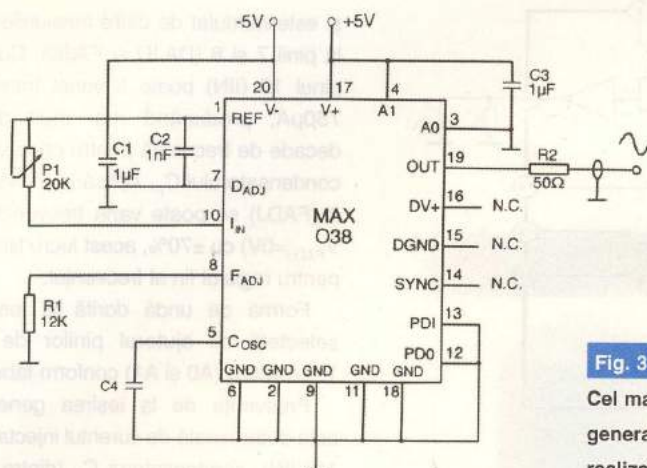 -5V
+5V
20
17
4
1
V-
V+
A1
REF
A0
3
C3
1µF
C1
1µF
C2
1nF
7
DADJ
OUT
19
R2
50Ω
P1
20K
10
IIN
MAX
O38
DV+
16
N.C.
DGND
15
N.C.
8
FADJ
SYNC
14
N.C.
R1
12K
PDI
13
5
COSC
PD0
12
C4
GND
GND
GND
GND
GND
6
2
9
11
18
Fig. 3
Cel ma
genera
realiza